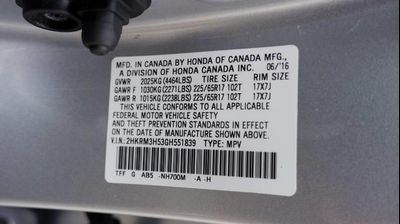 MFD. IN CANADA BY HONDA OF CANADA MFG.,
A DIVISION OF HONDA CANADA INC. 06/16
GVWR 2025KG (4464LBS) TIRE SIZE RIM SIZE
GAWR F 1030KG (2271LBS) 225/65R17 102T 17X7J
GAWR R 1015KG (2238LBS) 225/65R17 102T 17X7J
THIS VEHICLE CONFORMS TO ALL APPLICABLE
FEDERAL MOTOR VEHICLE SAFETY
AND THEFT PREVENTION STANDARDS IN EFFECT ON
THE DATE OF MANUFACTURE SHOWN ABOVE.
V.I.N.: 2HKRM3H53GH551839 TYPE: MPV
TFF G AB5 -NH700M -A -H